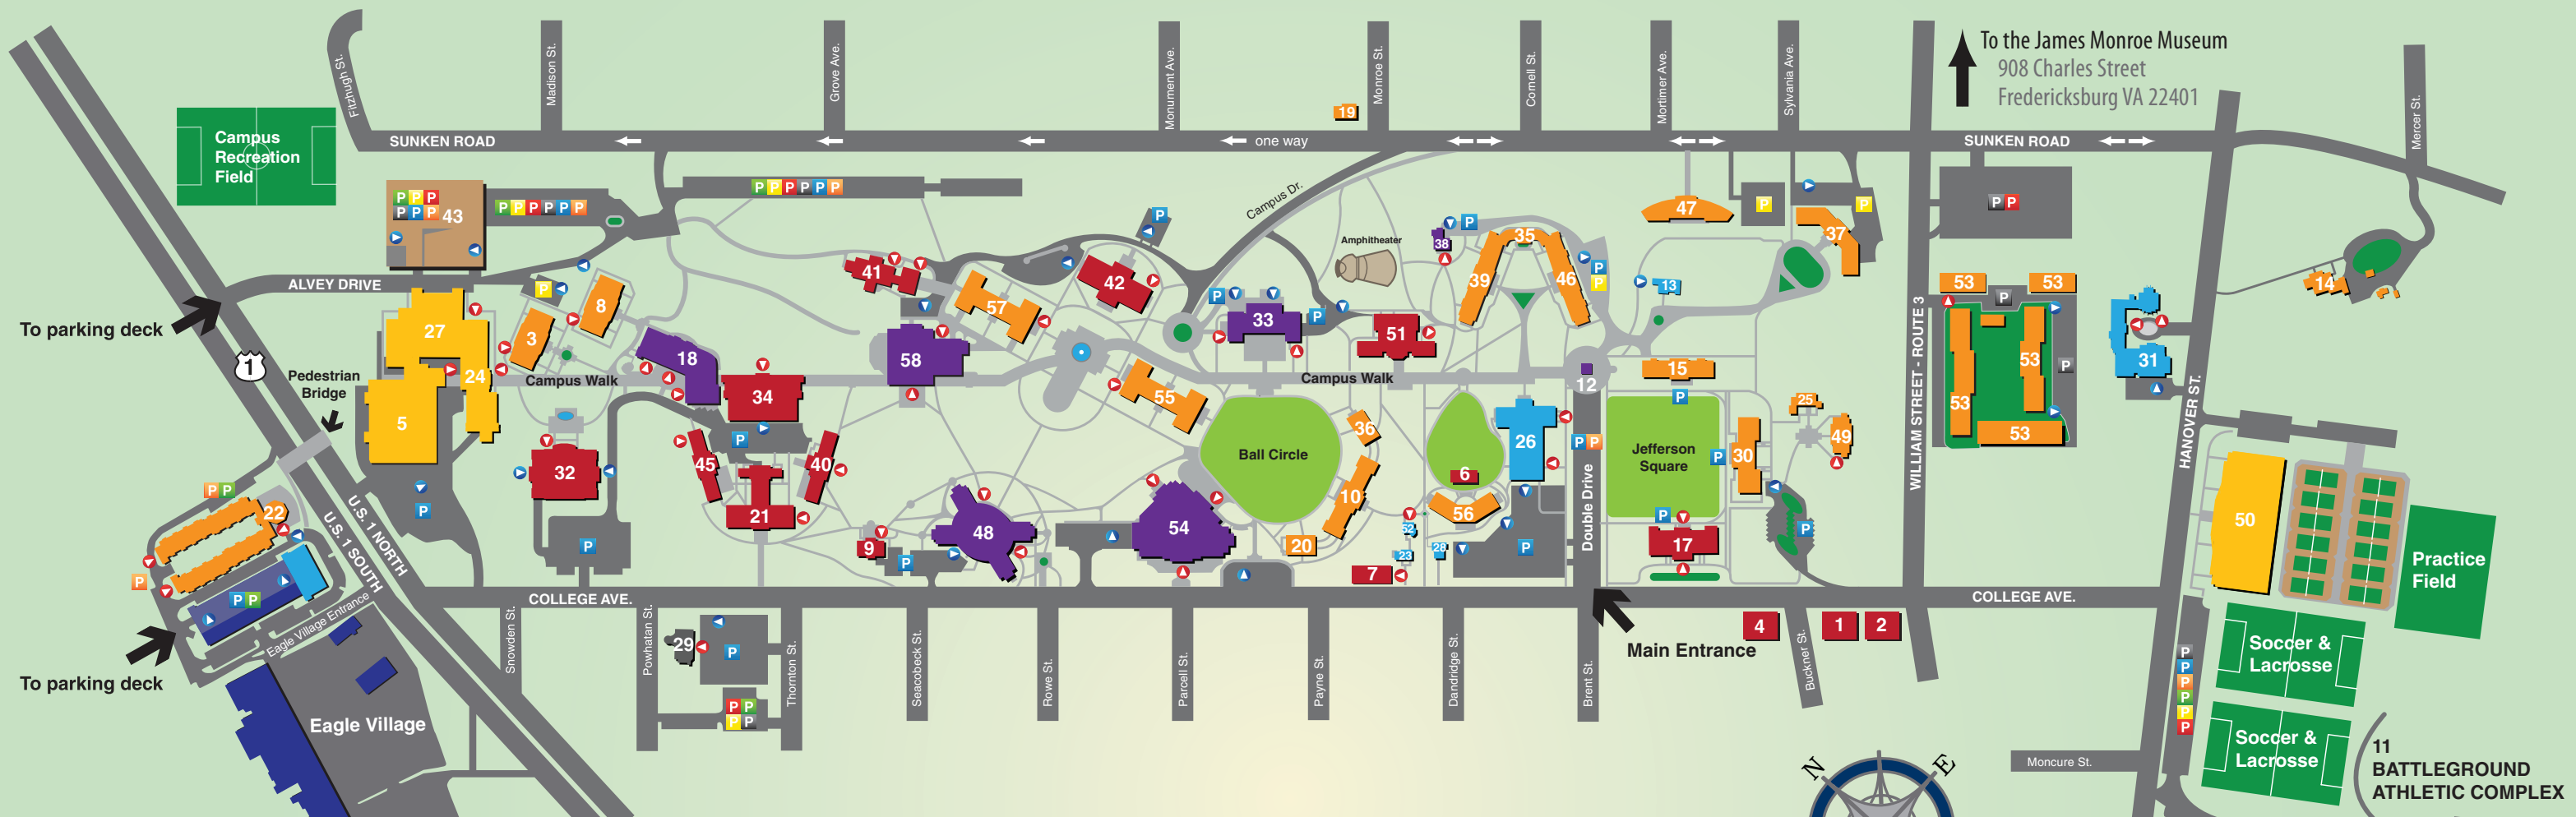 Fitzhugh St.
Madison St.
Grove Ave.
Monument Ave.
Monroe St.
Cornell St.
Mortimer Ave.
Sylvania Ave.
To the James Monroe Museum
908 Charles Street
Fredericksburg VA 22401
Mercer St.
19
SUNKEN ROAD
one way
SUNKEN ROAD
Campus
Recreation
Field
P P P
P P P
43
P P P P P P
P P P P P P
Campus Dr.
Amphitheater
P
38
P
35
39
46
P
P
47
P
P
37
P P
53
53
P
53
53
P
53
14
ALVEY DRIVE
To parking deck
1
Pedestrian
Bridge
27
24
5
P
3
8
Campus Walk
18
34
41
58
57
42
P
33
P
51
Campus Walk
13
12
15
P
WILLIAM STREET - ROUTE 3
31
HANOVER ST.
55
Ball Circle
36
10
20
6
56
26
P P
Double Drive
Jefferson
Square
P
30
25
49
P
32
P
45
P
40
21
9
P
48
54
7
52
23
28
P
P
17
P
P
50
Practice
Field
P P
22
P
P P
U.S. 1 NORTH
U.S. 1 SOUTH
Eagle Village Entrance
To parking deck
Eagle Village
COLLEGE AVE.
COLLEGE AVE.
Snowden St.
Powhatan St.
29
P
P P
P P
Thornton St.
Seacobeck St.
Rowe St.
Parcell St.
Payne St.
Dandridge St.
Brent St.
Main Entrance
4
Buckner St.
1
2
P
P
P
P
P
P
Soccer &
Lacrosse
Soccer &
Lacrosse
Moncure St.
11
BATTLEGROUND
ATHLETIC COMPLEX
N
E